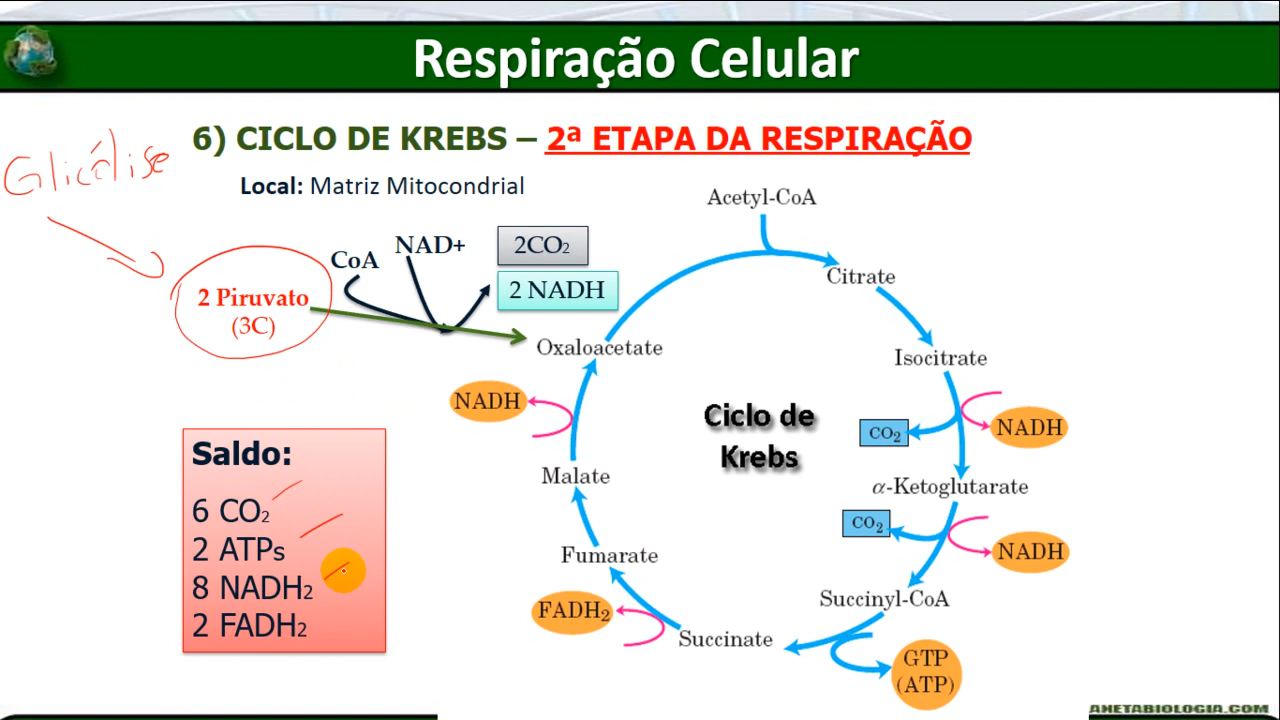 Respiração Celular
6) CICLO DE KREBS – 2ª ETAPA DA RESPIRAÇÃO
Glicólise
Local: Matriz Mitocondrial
Acetyl-CoA
CoA
NAD+
2CO₂
2 NADH
2 Piruvato
(3C)
Citrate
Oxaloacetate
Isocitrate
NADH
Ciclo de
Krebs
CO₂
NADH
Malate
α-Ketoglutarate
CO₂
NADH
Fumarate
Succinyl-CoA
FADH₂
Succinate
GTP
(ATP)
Saldo:
6 CO₂
2 ATPs
8 NADH₂
2 FADH₂
AHETABIOLOGIA.COM